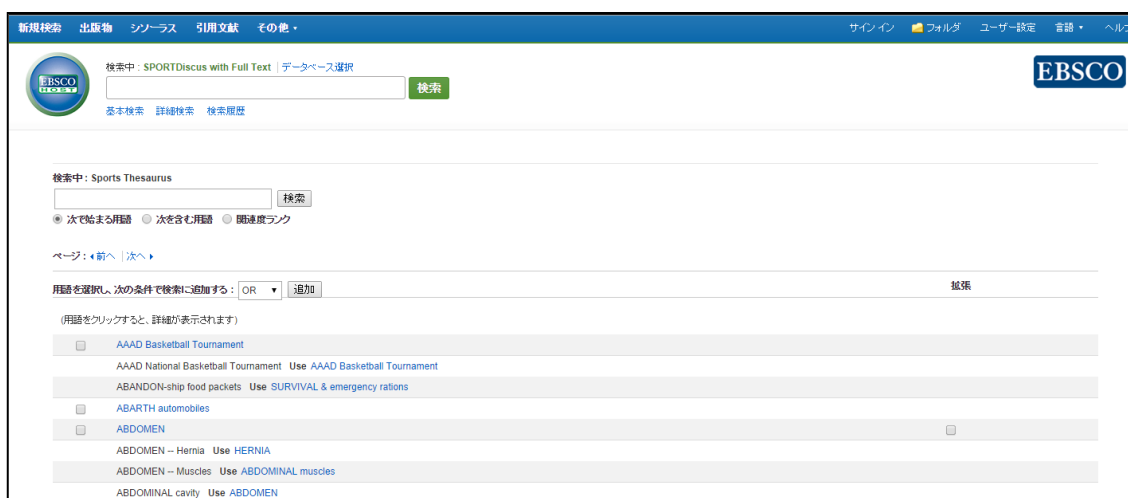 新規検索 出版物 シソーラス 引用文献 その他 サインイン フォルダ ユーザー設定 言語 ヘルプ
検索中 : SPORTDiscus with Full Text データベース選択
EBSCO HOST
検索
EBSCO
基本検索 詳細検索 検索履歴
検索中 : Sports Thesaurus
検索
次で始まる用語 次を含む用語 関連度ランク
ページ : 前へ 次へ
用語を選択し、次の条件で検索に追加する : OR 追加 拡張
(用語をクリックすると、詳細が表示されます)
AAAD Basketball Tournament
AAAD National Basketball Tournament Use AAAD Basketball Tournament
ABANDON-ship food packets Use SURVIVAL & emergency rations
ABARTH automobiles
ABDOMEN
ABDOMEN -- Hernia Use HERNIA
ABDOMEN -- Muscles Use ABDOMINAL muscles
ABDOMINAL cavity Use ABDOMEN